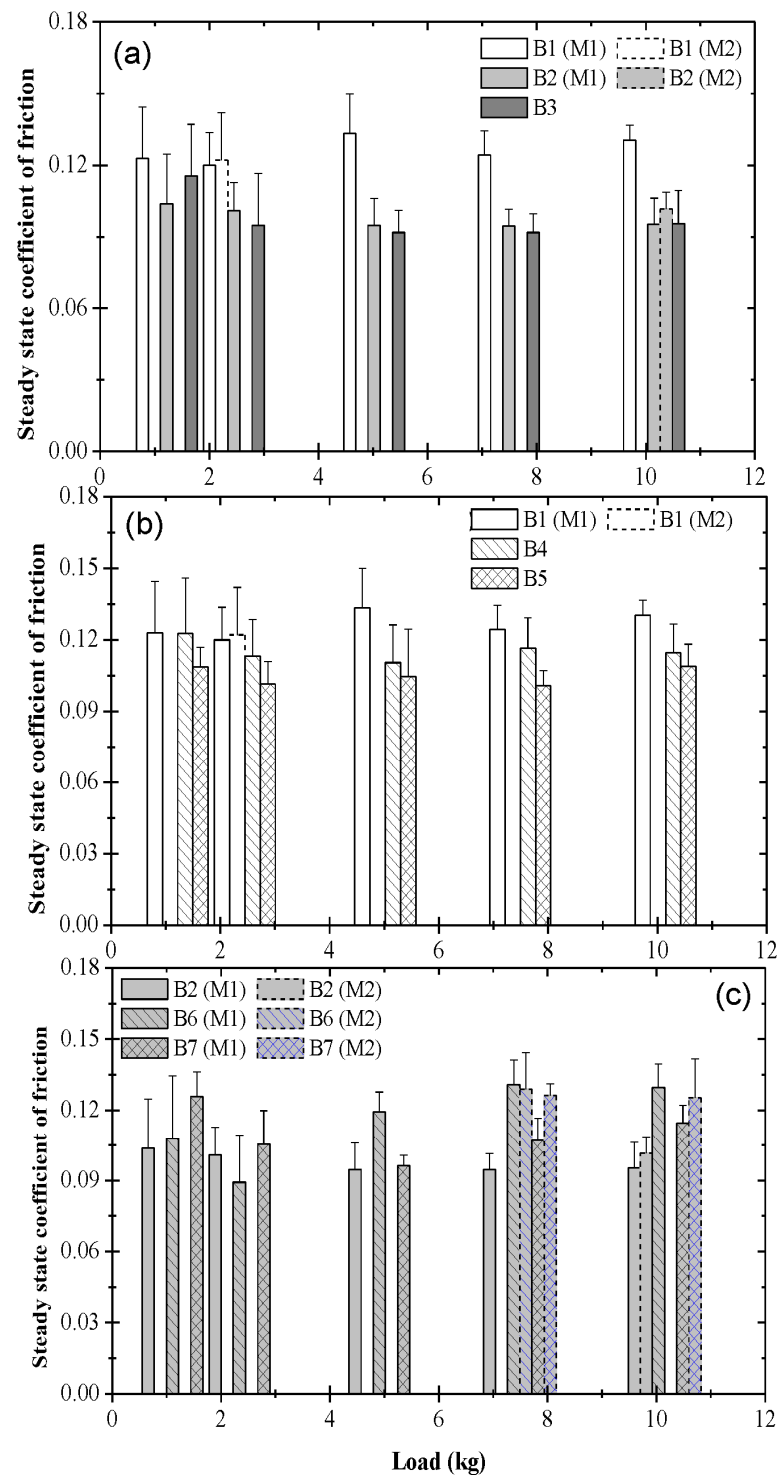 0.18
(a)
B1 (M1) B1 (M2)
B2 (M1) B2 (M2)
B3
0.12
0.06
0.00
Steady state coefficient of friction
0 2 4 6 8 10 12
0.18
(b)
B1 (M1) B1 (M2)
B4
B5
0.15
0.12
0.09
0.06
0.03
0.00
Steady state coefficient of friction
0 2 4 6 8 10 12
0.18
B2 (M1) B2 (M2)
B6 (M1) B6 (M2)
B7 (M1) B7 (M2)
(c)
0.15
0.12
0.09
0.06
0.03
0.00
Steady state coefficient of friction
0 2 4 6 8 10 12
Load (kg)